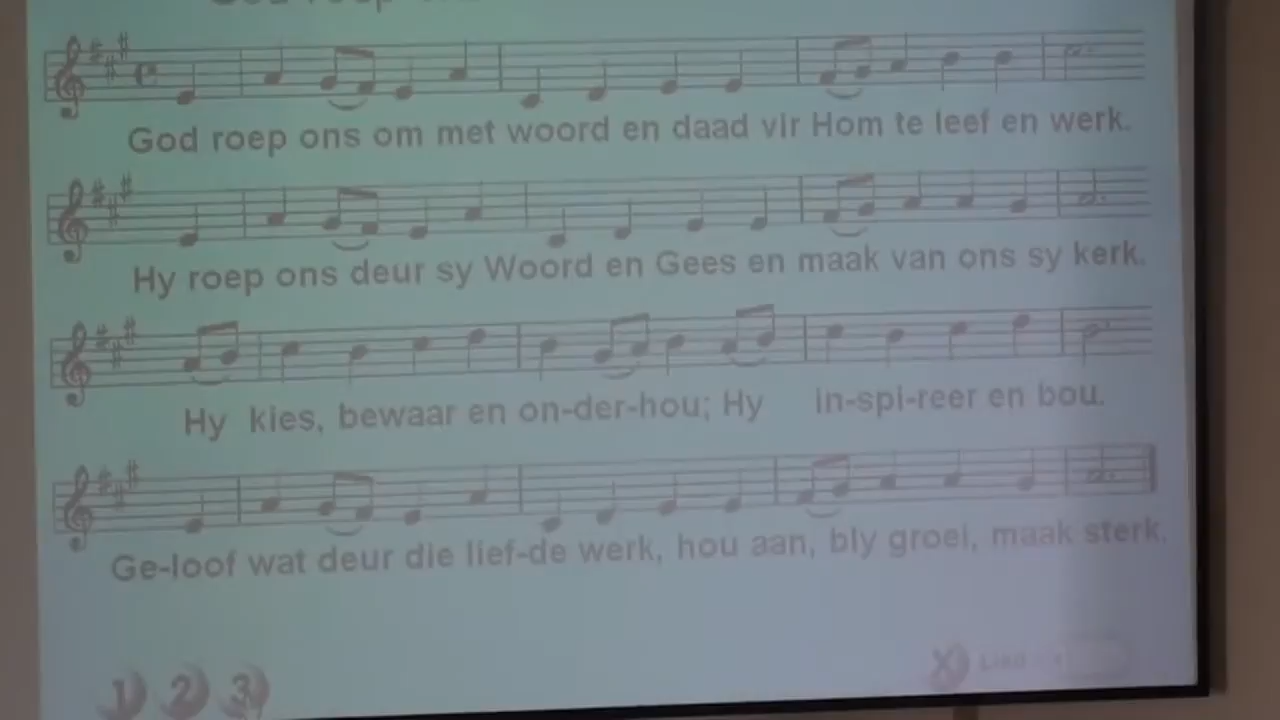 God roep
God roep ons om met woord en daad vir Hom te leef en werk.
Hy roep ons deur sy Woord en Gees en maak van ons sy kerk.
Hy kies, bewaar en on-der-hou; Hy in-spi-reer en bou.
Ge-loof wat deur die lief-de werk, hou aan, bly groei, maak sterk.
1 2 3
X Lied